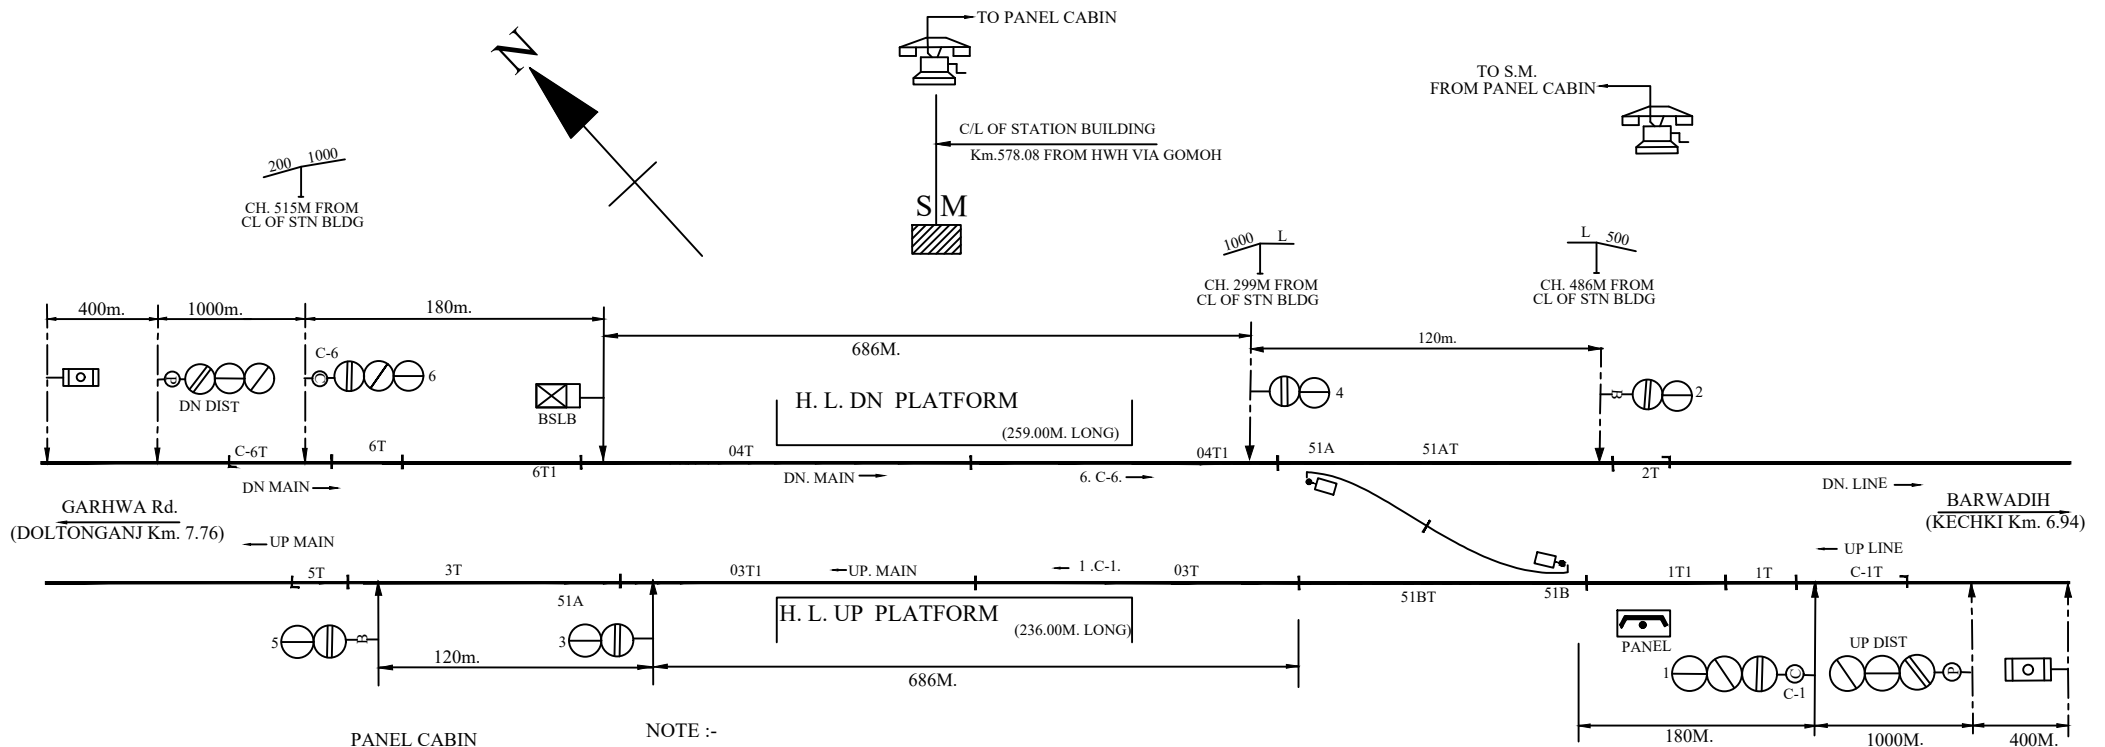 N
TO PANEL CABIN
TO S.M.
FROM PANEL CABIN
C/L OF STATION BUILDING
Km.578.08 FROM HWH VIA GOMOH
S M
200 1000
CH. 515M FROM
CL OF STN BLDG
1000 L
CH. 299M FROM
CL OF STN BLDG
L 500
CH. 486M FROM
CL OF STN BLDG
400m. 1000m. 180m.
686M.
120m.
P
DN DIST
C-6
C
6
BSLB
H. L. DN PLATFORM
(259.00M. LONG)
4
B
2
C-6T 6T 6T1 04T 04T1 51A 51AT 2T
DN MAIN
DN. MAIN
6. C-6.
DN. LINE
GARHWA Rd.
(DOLTONGANJ Km. 7.76)
BARWADIH
(KECHKI Km. 6.94)
UP MAIN
UP. MAIN
1 .C-1.
UP LINE
5T 3T 51A 03T1 03T 51BT 51B 1T1 1T C-1T
H. L. UP PLATFORM
(236.00M. LONG)
5
B
3
120m.
686M.
PANEL
1
C
C-1
UP DIST
P
180M. 1000M. 400M.
PANEL CABIN
NOTE :-